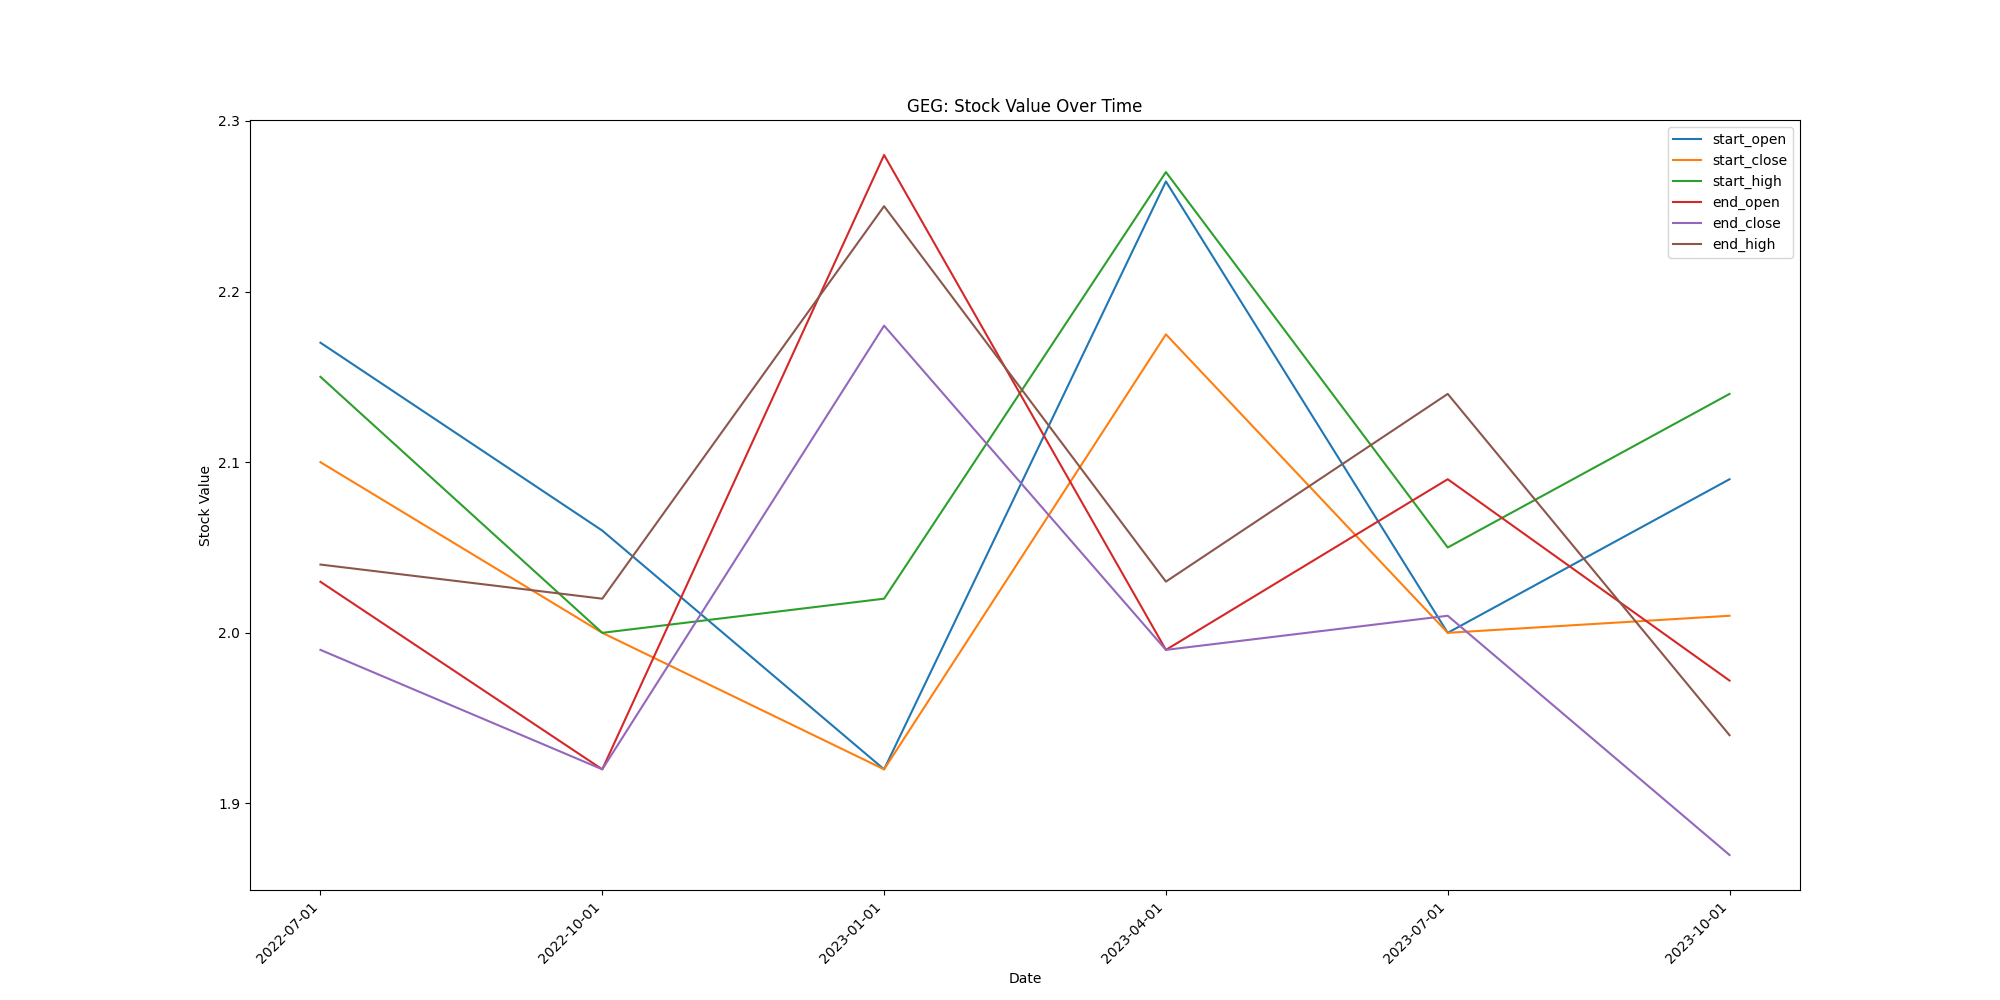 GEG: Stock Value Over Time
2.3
2.2
2.1
2.0
1.9
Stock Value
start_open
start_close
start_high
end_open
end_close
end_high
2022-07-01
2022-10-01
2023-01-01
2023-04-01
2023-07-01
2023-10-01
Date